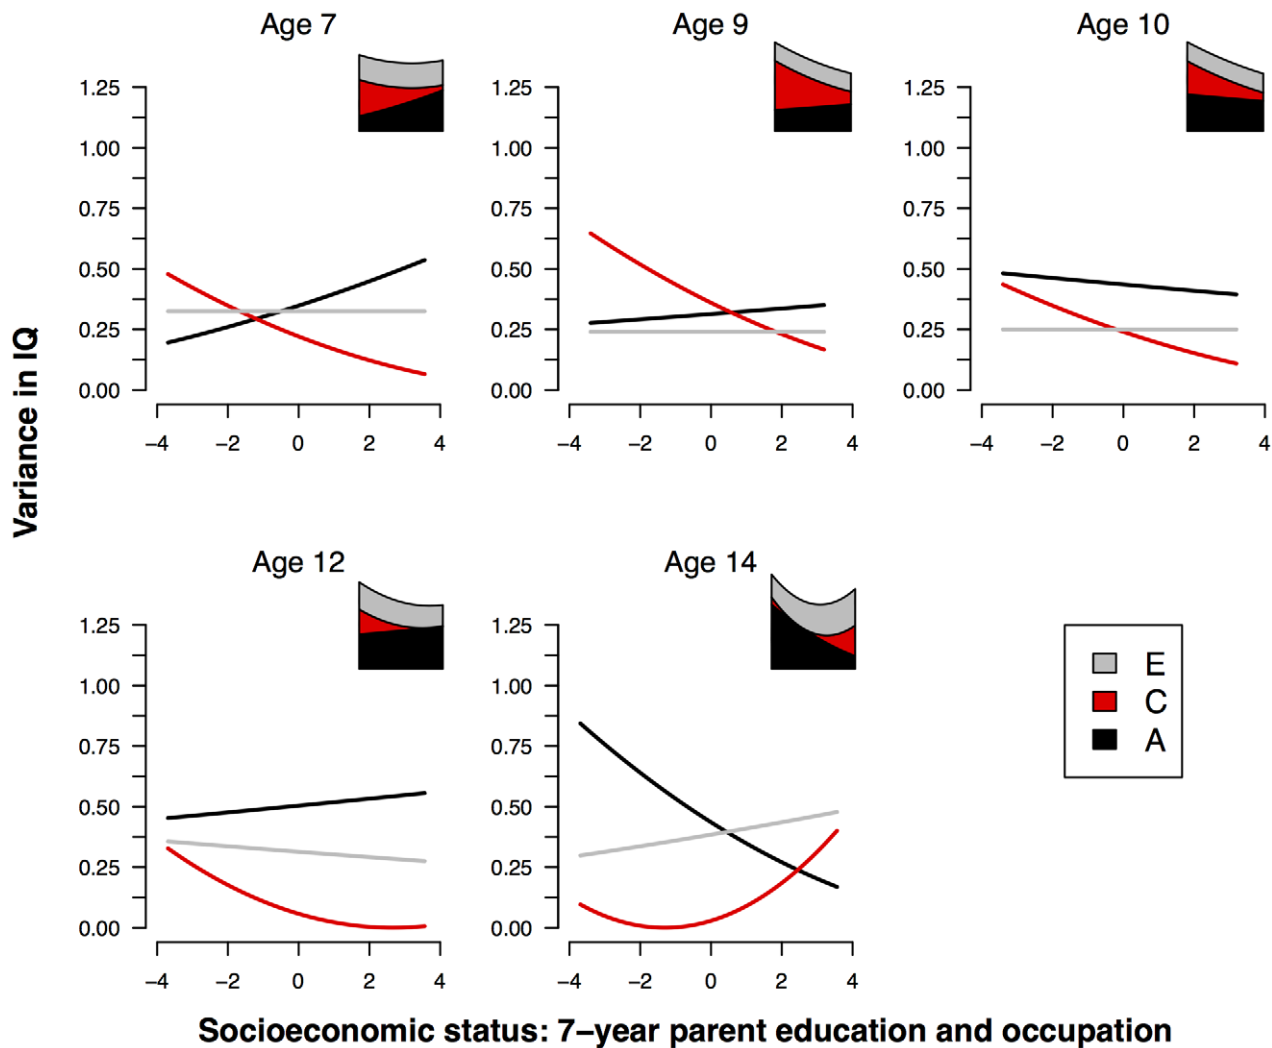 Age 7
Age 9
Age 10
1.25
1.00
0.75
0.50
0.25
0.00
−4 −2 0 2 4
1.25
1.00
0.75
0.50
0.25
0.00
−4 −2 0 2 4
1.25
1.00
0.75
0.50
0.25
0.00
−4 −2 0 2 4
Variance in IQ
Age 12
Age 14
1.25
1.00
0.75
0.50
0.25
0.00
−4 −2 0 2 4
1.25
1.00
0.75
0.50
0.25
0.00
−4 −2 0 2 4
E
C
A
Socioeconomic status: 7−year parent education and occupation